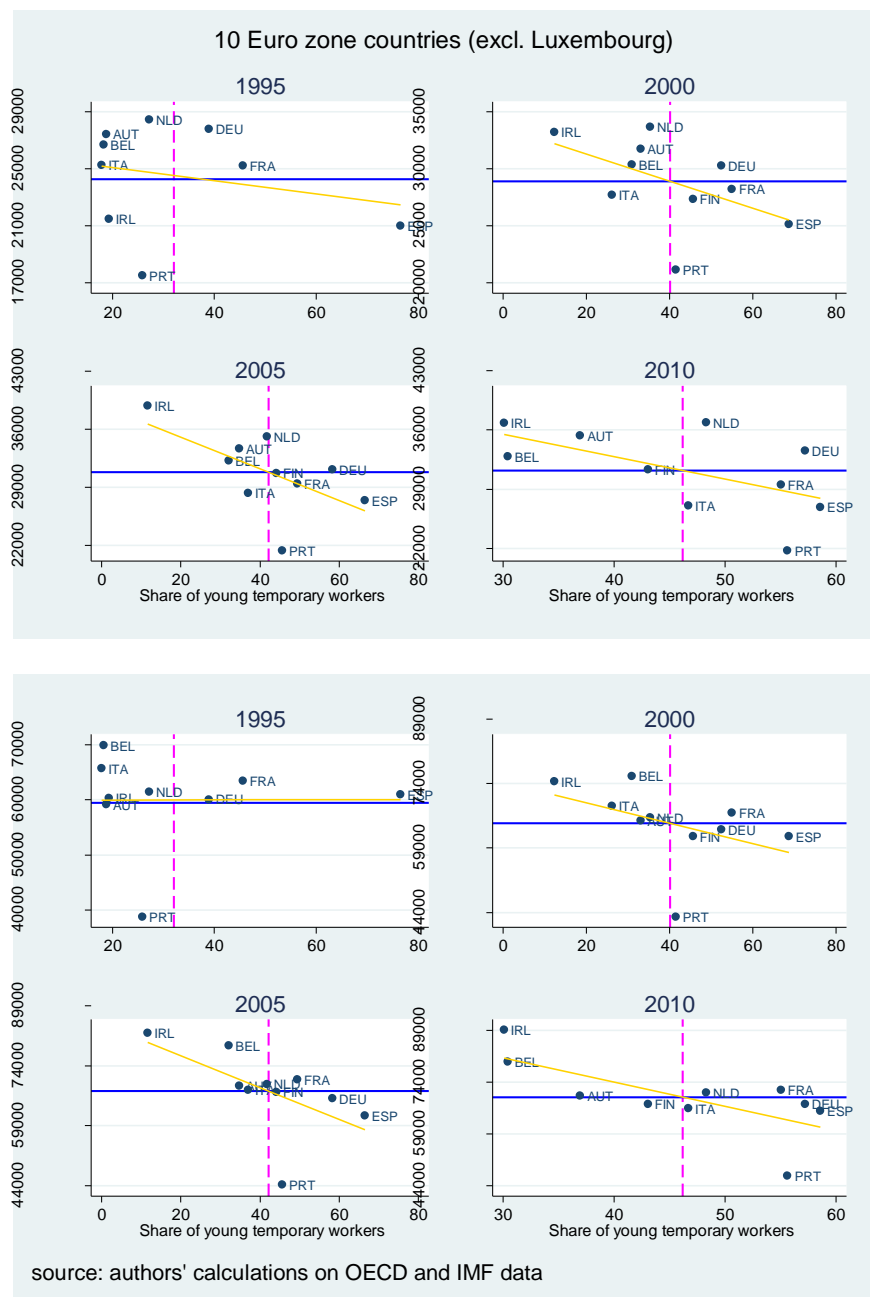 10 Euro zone countries (excl. Luxembourg)
1995
29000
25000
21000
17000
NLD
AUT
DEU
BEL
ITA
FRA
IRL
ESP
PRT
20 40 60 80
2000
35000
30000
25000
20000
IRL
NLD
AUT
BEL
DEU
ITA
FRA
FIN
ESP
PRT
0 20 40 60 80
2005
43000
36000
29000
22000
IRL
NLD
AUT
BEL
FIN
DEU
FRA
ITA
ESP
PRT
0 20 40 60 80
Share of young temporary workers
2010
43000
36000
29000
22000
IRL
NLD
AUT
BEL
DEU
FIN
FRA
ITA
ESP
PRT
30 40 50 60
Share of young temporary workers
1995
70000
60000
50000
40000
BEL
ITA
FRA
NLD
IRL
DEU
ESP
AUT
PRT
20 40 60 80
2000
89000
74000
59000
44000
IRL
BEL
ITA
FRA
NLD
AUT
DEU
FIN
ESP
PRT
0 20 40 60 80
2005
89000
74000
59000
44000
IRL
BEL
FRA
NLD
ITA
FIN
DEU
ESP
PRT
0 20 40 60 80
Share of young temporary workers
2010
89000
74000
59000
44000
IRL
BEL
AUT
NLD
FRA
FIN
ITA
DEU
ESP
PRT
30 40 50 60
Share of young temporary workers
source: authors' calculations on OECD and IMF data